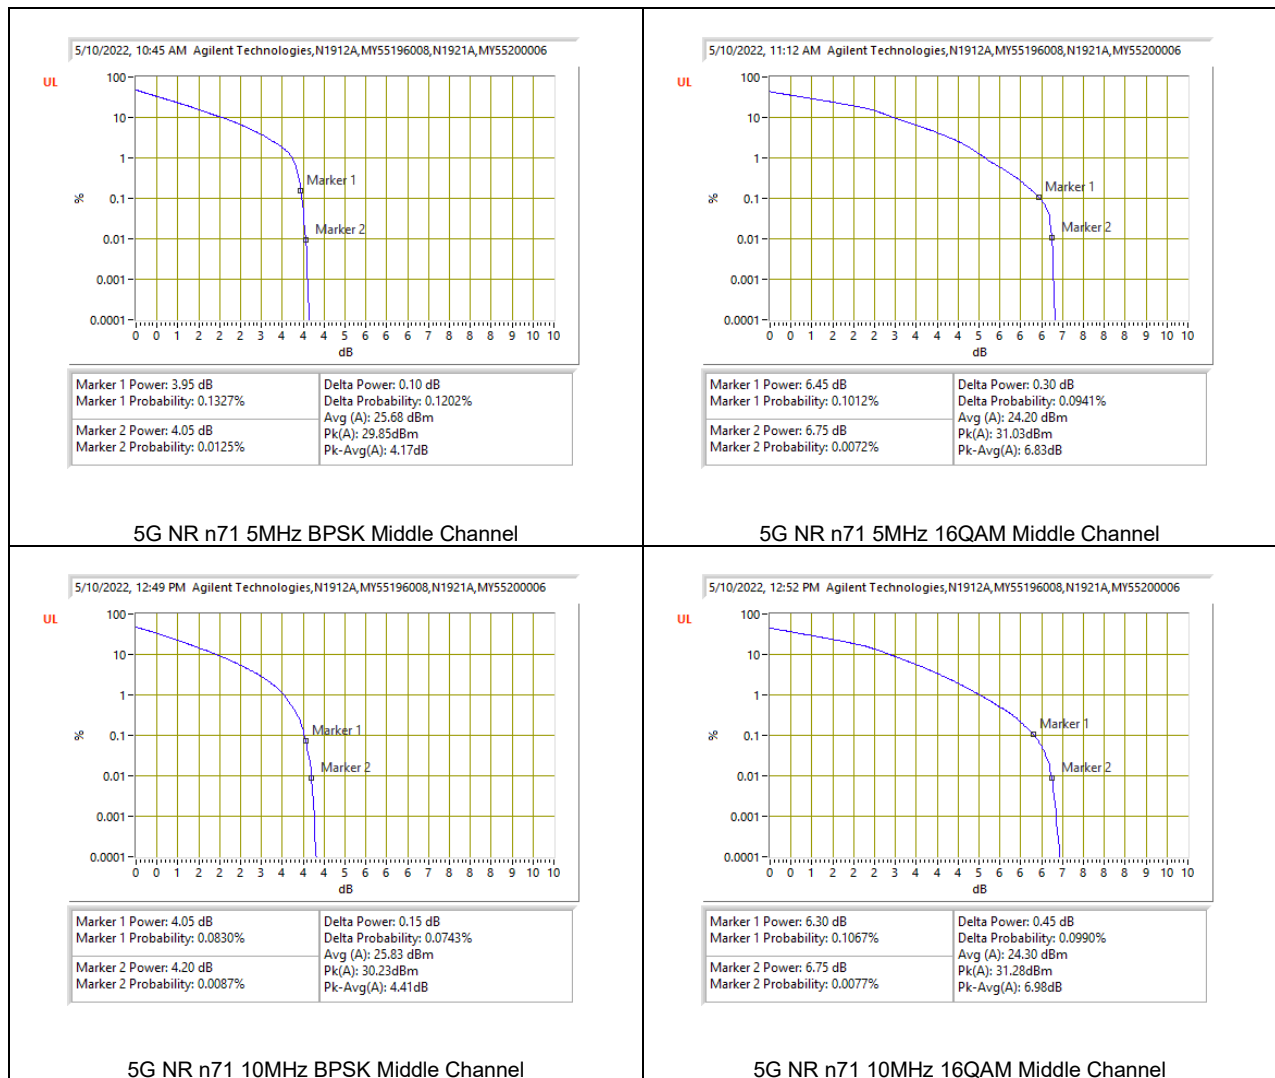 5/10/2022, 10:45 AM Agilent Technologies,N1912A,MY55196008,N1921A,MY55200006
UL
100
10
1
0.1
0.01
0.001
0.0001
%
Marker 1
Marker 2
0 0 1 2 2 2 3 3 4 4 4 5 6 6 7 7 8 8 9 10 10
dB
Marker 1 Power: 3.95 dB
Marker 1 Probability: 0.1327%
Marker 2 Power: 4.05 dB
Marker 2 Probability: 0.0125%
Delta Power: 0.10 dB
Delta Probability: 0.1202%
Avg (A): 25.68 dBm
Pk(A): 29.85dBm
Pk-Avg(A): 4.17dB
5G NR n71 5MHz BPSK Middle Channel
5/10/2022, 11:12 AM Agilent Technologies,N1912A,MY55196008,N1921A,MY55200006
UL
100
10
1
0.1
0.01
0.001
0.0001
%
Marker 1
Marker 2
0 0 1 2 2 2 3 4 4 4 5 6 6 6 7 8 8 8 9 10 10
dB
Marker 1 Power: 6.45 dB
Marker 1 Probability: 0.1012%
Marker 2 Power: 6.75 dB
Marker 2 Probability: 0.0072%
Delta Power: 0.30 dB
Delta Probability: 0.0941%
Avg (A): 24.20 dBm
Pk(A): 31.03dBm
Pk-Avg(A): 6.83dB
5G NR n71 5MHz 16QAM Middle Channel
5/10/2022, 12:49 PM Agilent Technologies,N1912A,MY55196008,N1921A,MY55200006
UL
100
10
1
0.1
0.01
0.001
0.0001
%
Marker 1
Marker 2
0 0 1 2 2 2 3 3 4 4 4 5 6 6 7 7 8 8 9 10 10
dB
Marker 1 Power: 4.05 dB
Marker 1 Probability: 0.0830%
Marker 2 Power: 4.20 dB
Marker 2 Probability: 0.0087%
Delta Power: 0.15 dB
Delta Probability: 0.0743%
Avg (A): 25.83 dBm
Pk(A): 30.23dBm
Pk-Avg(A): 4.41dB
5G NR n71 10MHz BPSK Middle Channel
5/10/2022, 12:52 PM Agilent Technologies,N1912A,MY55196008,N1921A,MY55200006
UL
100
10
1
0.1
0.01
0.001
0.0001
%
Marker 1
Marker 2
0 0 1 2 2 2 3 4 4 4 5 6 6 6 7 8 8 8 9 10 10
dB
Marker 1 Power: 6.30 dB
Marker 1 Probability: 0.1067%
Marker 2 Power: 6.75 dB
Marker 2 Probability: 0.0077%
Delta Power: 0.45 dB
Delta Probability: 0.0990%
Avg (A): 24.30 dBm
Pk(A): 31.28dBm
Pk-Avg(A): 6.98dB
5G NR n71 10MHz 16QAM Middle Channel